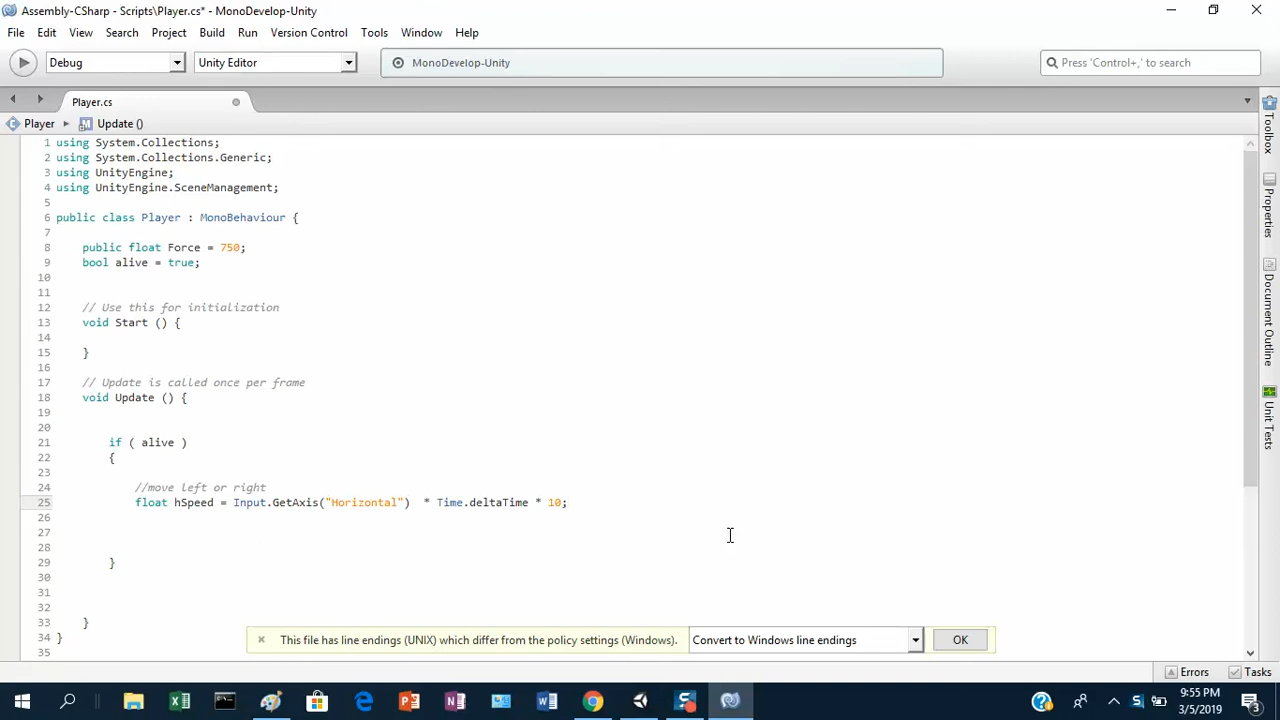 Assembly-CSharp - Scripts\Player.cs* - MonoDevelop-Unity
File Edit View Search Project Build Run Version Control Tools Window Help
Debug Unity Editor MonoDevelop-Unity Press 'Control+,' to search
Player.cs
Player Update ()
1 using System.Collections;
2 using System.Collections.Generic;
3 using UnityEngine;
4 using UnityEngine.SceneManagement;
5
6 public class Player : MonoBehaviour {
7
8 public float Force = 750;
9 bool alive = true;
10
11
12 // Use this for initialization
13 void Start () {
14
15 }
16
17 // Update is called once per frame
18 void Update () {
19
20
21 if ( alive )
22 {
23
24 //move left or right
25 float hSpeed = Input.GetAxis("Horizontal") * Time.deltaTime * 10;
26
27
28
29 }
30
31
32
33 }
34 }
35
This file has line endings (UNIX) which differ from the policy settings (Windows). Convert to Windows line endings OK
Toolbox
Properties
Document Outline
Unit Tests
Errors Tasks
9:55 PM
3/5/2019
3